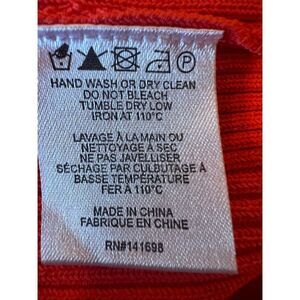 HAND WASH OR DRY CLEAN
DO NOT BLEACH
TUMBLE DRY LOW
IRON AT 110°C
LAVAGE À LA MAIN OU
NETTOYAGE À SEC
NE PAS JAVELLISER
SÉCHAGE PAR CULBUTAGE À
BASSE TEMPÉRATURE
FER À 110°C
MADE IN CHINA
FABRIQUE EN CHINE
RN#141698